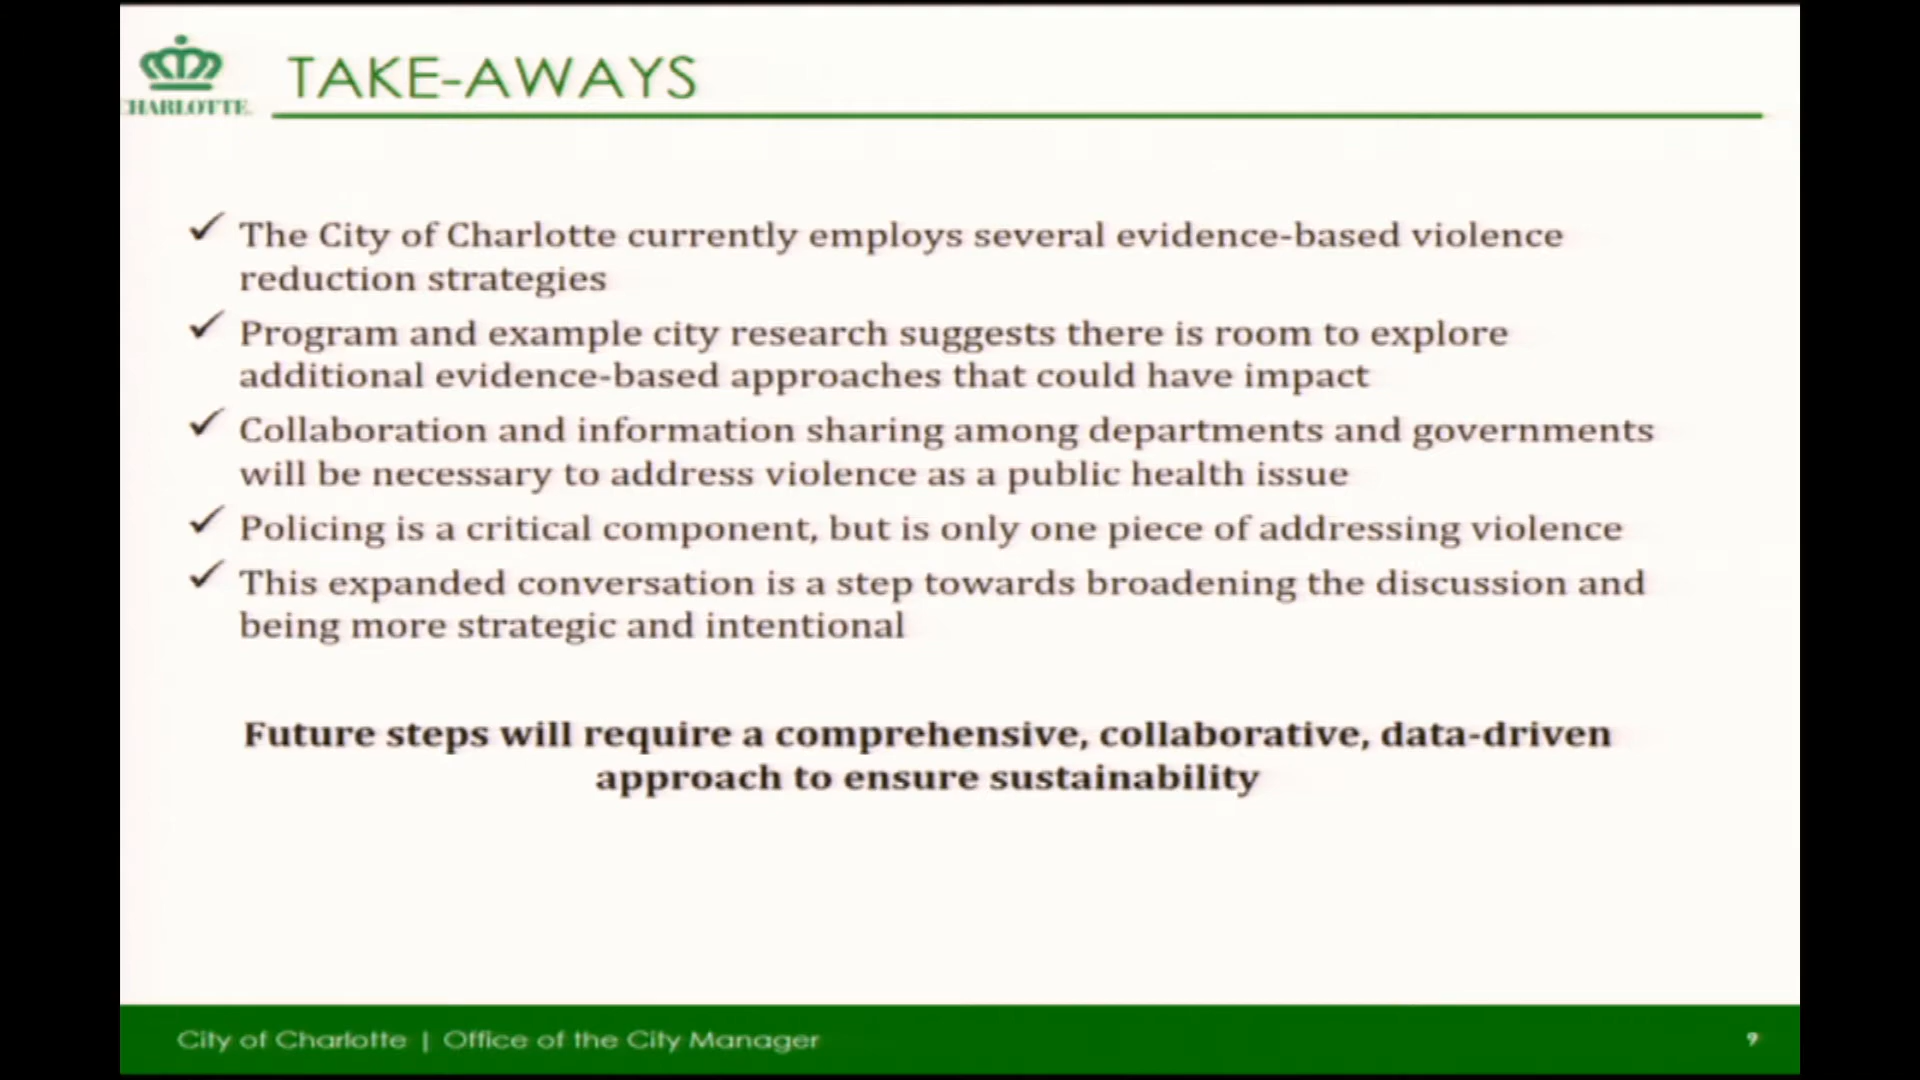 CHARLOTTE.
TAKE-AWAYS
The City of Charlotte currently employs several evidence-based violence
reduction strategies
Program and example city research suggests there is room to explore
additional evidence-based approaches that could have impact
Collaboration and information sharing among departments and governments
will be necessary to address violence as a public health issue
Policing is a critical component, but is only one piece of addressing violence
This expanded conversation is a step towards broadening the discussion and
being more strategic and intentional
Future steps will require a comprehensive, collaborative, data-driven
approach to ensure sustainability
City of Charlotte | Office of the City Manager
9